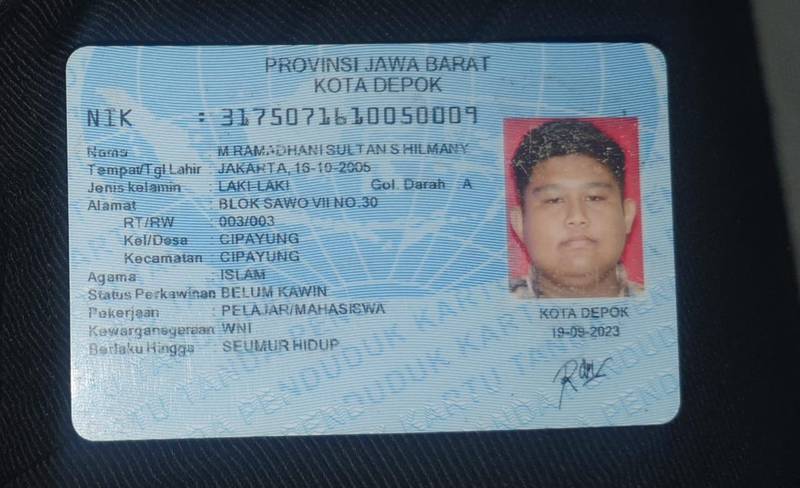 PROVINSI JAWA BARAT
KOTA DEPOK
NIK : 3175071610050009
Nama : M RAMADHANI SULTAN S HILMANY
Tempat/Tgl Lahir : JAKARTA, 16-10-2005
Jenis kelamin : LAKI-LAKI Gol. Darah : A
Alamat : BLOK SAWO VII NO.30
RT/RW : 003/003
Kel/Desa : CIPAYUNG
Kecamatan : CIPAYUNG
Agama : ISLAM
Status Perkawinan: BELUM KAWIN
Pekerjaan : PELAJAR/MAHASISWA
Kewarganegaraan: WNI
Berlaku Hingga : SEUMUR HIDUP
KOTA DEPOK
19-09-2023